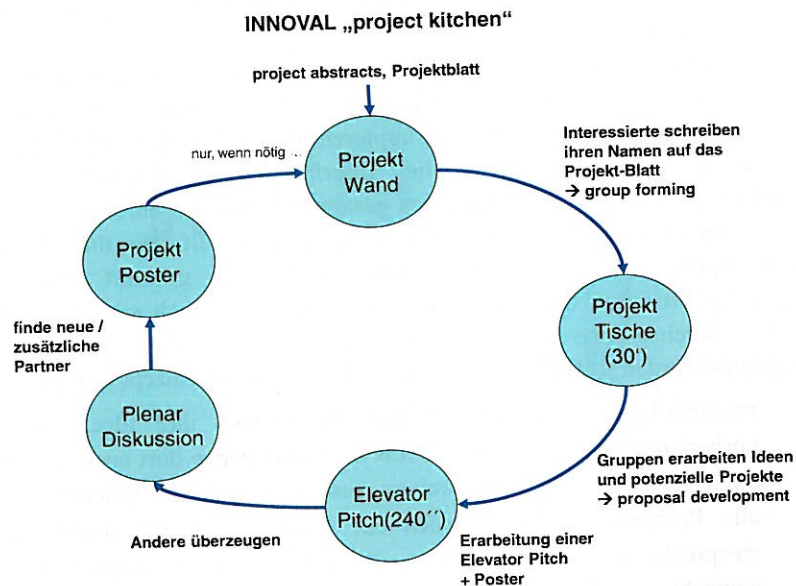 INNOVAL „project kitchen“
project abstracts, Projektblatt
nur, wenn nötig ...
Projekt
Wand
Interessierte schreiben
ihren Namen auf das
Projekt-Blatt
→ group forming
Projekt
Tische
(30‘)
Gruppen erarbeiten Ideen
und potenzielle Projekte
→ proposal development
Erarbeitung einer
Elevator Pitch
+ Poster
Elevator
Pitch(240´´)
Andere überzeugen
Plenar
Diskussion
finde neue /
zusätzliche
Partner
Projekt
Poster